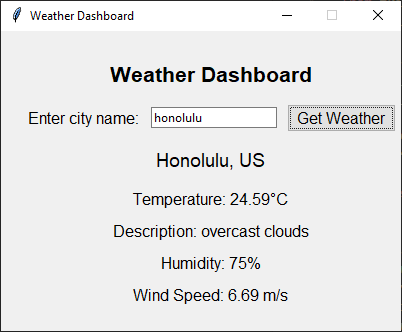 Weather Dashboard
Weather Dashboard
Enter city name: honolulu Get Weather
Honolulu, US
Temperature: 24.59°C
Description: overcast clouds
Humidity: 75%
Wind Speed: 6.69 m/s